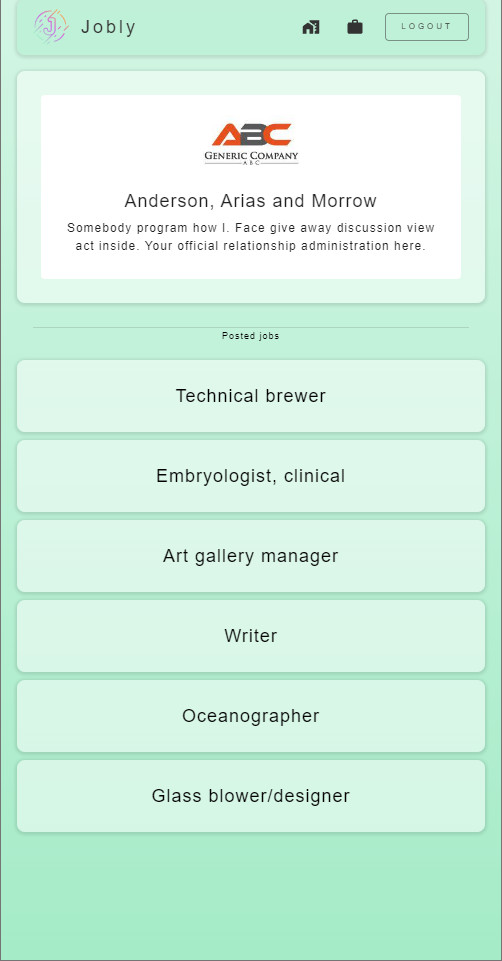 J
Jobly
LOGOUT
ABC
GENERIC COMPANY
A B C
Anderson, Arias and Morrow
Somebody program how I. Face give away discussion view
act inside. Your official relationship administration here.
Posted jobs
Technical brewer
Embryologist, clinical
Art gallery manager
Writer
Oceanographer
Glass blower/designer